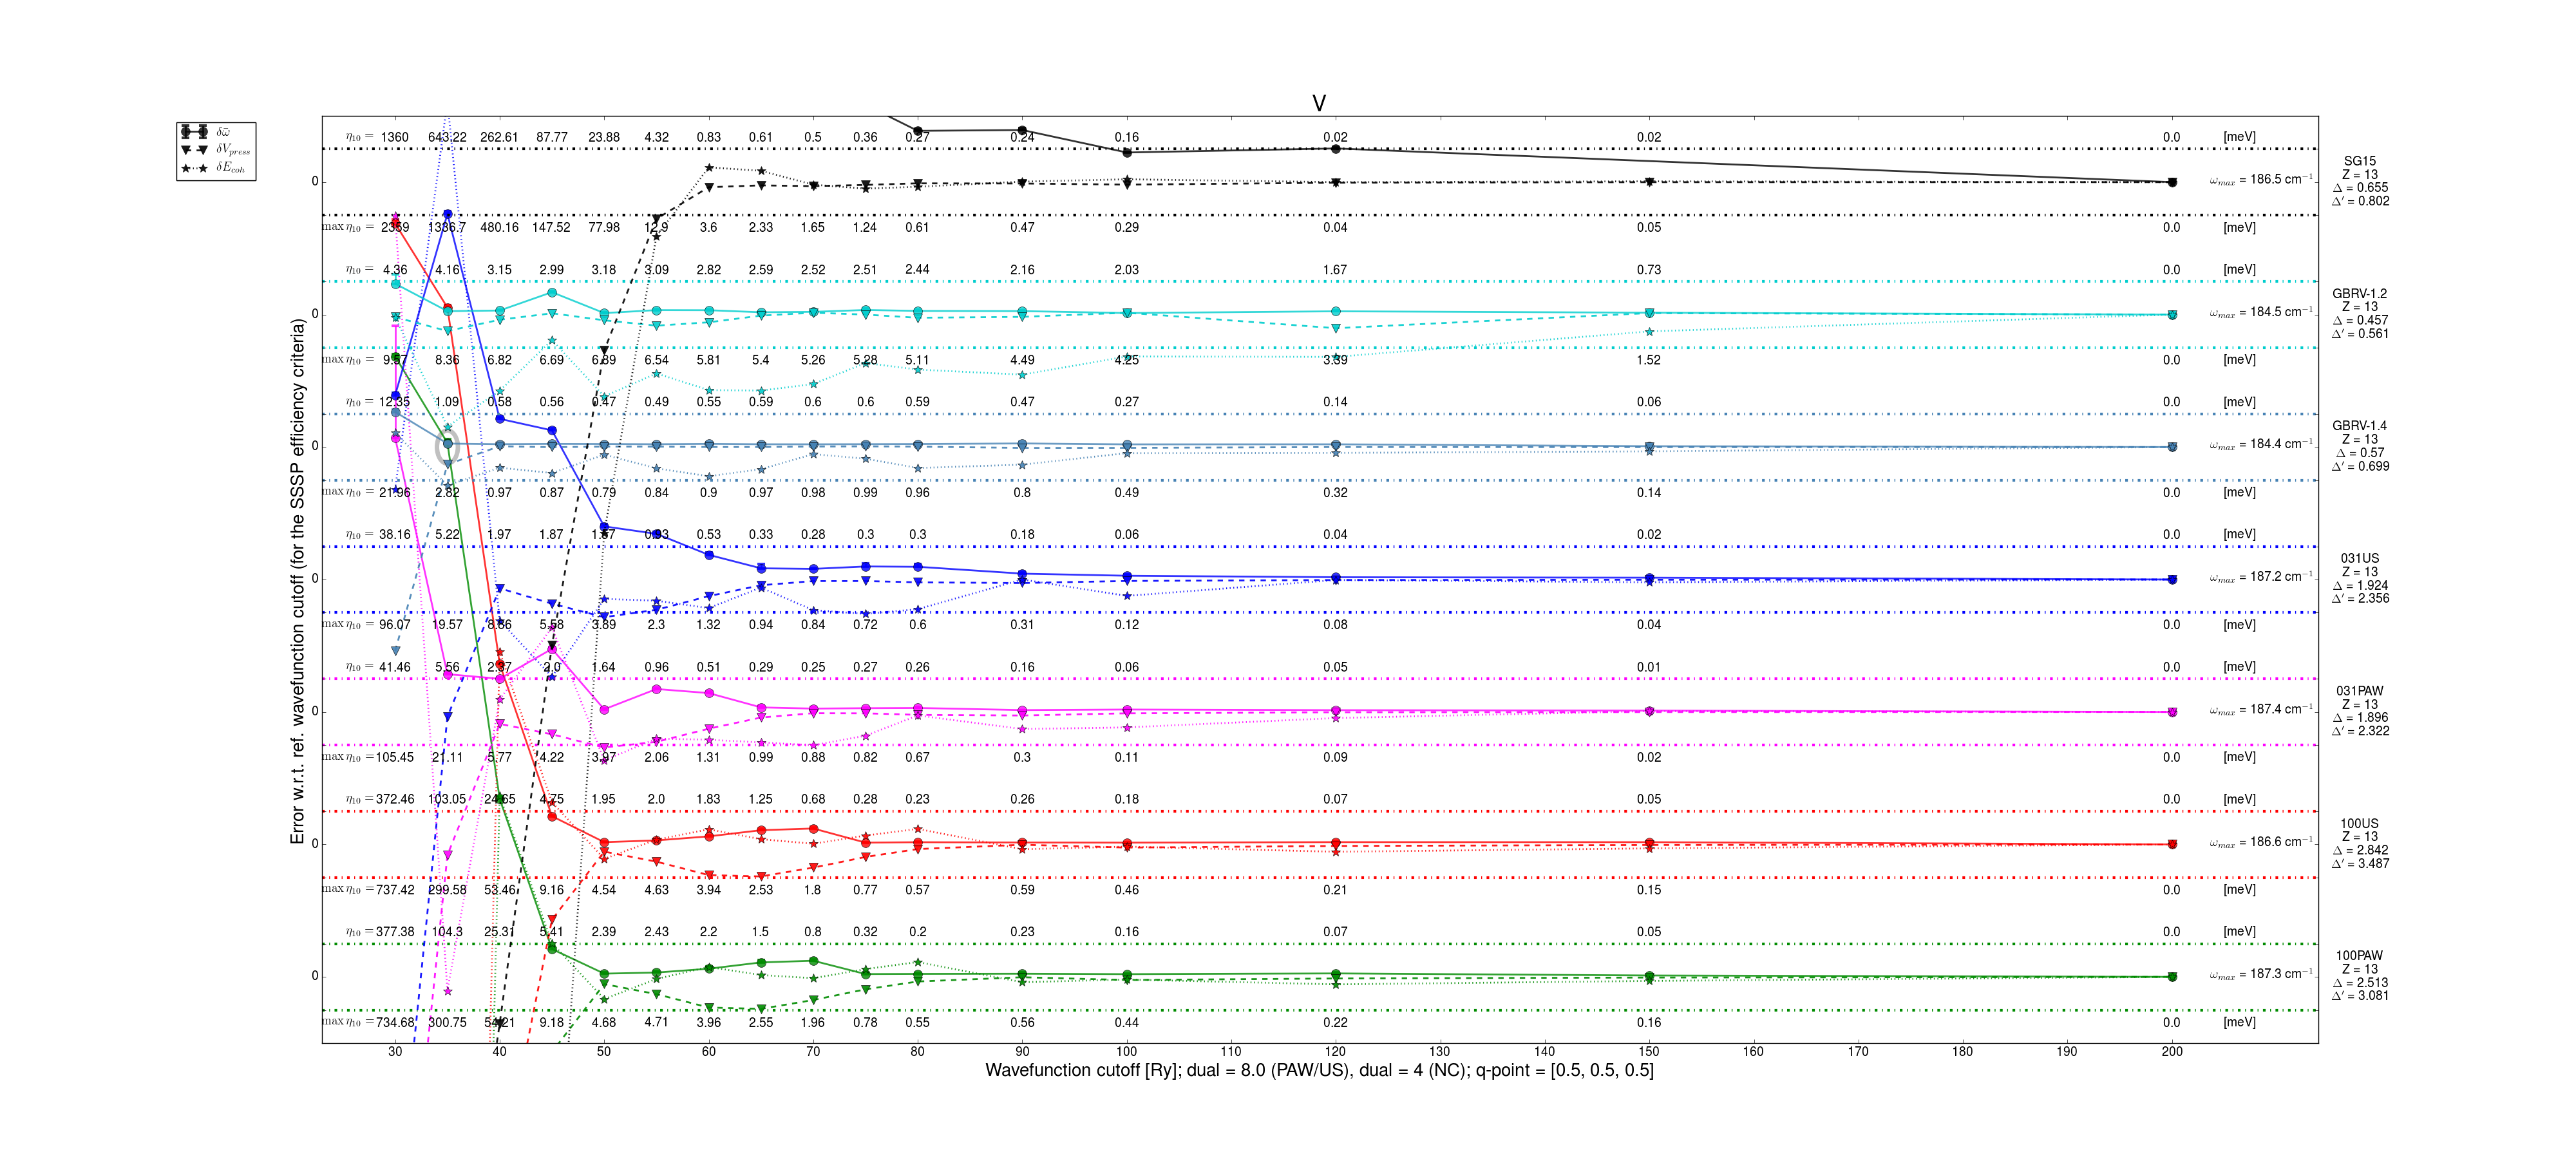 V
δω̄
δV_press
δE_coh
η₁₀ = 1360 643.22 262.61 87.77 23.88 4.32 0.83 0.61 0.5 0.36 0.27 0.24 0.16 0.02 0.02 0.0 [meV]
0 ω_max = 186.5 cm⁻¹
SG15
Z = 13
Δ = 0.655
Δ′ = 0.802
max η₁₀ = 2359 480.16 147.52 77.98 12.9 3.6 2.33 1.65 1.24 0.61 0.47 0.29 0.04 0.05 0.0 [meV]
η₁₀ = 4.36 4.16 3.15 2.99 3.18 3.09 2.82 2.59 2.52 2.51 2.44 2.16 2.03 1.67 0.73 0.0 [meV]
0 ω_max = 184.5 cm⁻¹
GBRV-1.2
Z = 13
Δ = 0.457
Δ′ = 0.561
max η₁₀ = 8.36 6.82 6.69 6.89 6.54 5.81 5.4 5.26 5.28 5.11 4.49 4.25 3.39 1.52 0.0 [meV]
η₁₀ = 12.35 1.09 0.58 0.56 0.47 0.49 0.55 0.59 0.6 0.6 0.59 0.47 0.27 0.14 0.06 0.0 [meV]
0 ω_max = 184.4 cm⁻¹
GBRV-1.4
Z = 13
Δ = 0.57
Δ′ = 0.699
max η₁₀ = 21.96 2.82 0.97 0.87 0.79 0.84 0.9 0.97 0.98 0.99 0.96 0.8 0.49 0.32 0.14 0.0 [meV]
η₁₀ = 38.16 5.22 1.97 1.87 0.53 0.33 0.28 0.3 0.3 0.18 0.06 0.04 0.02 0.0 [meV]
0 ω_max = 187.2 cm⁻¹
031US
Z = 13
Δ = 1.924
Δ′ = 2.356
max η₁₀ = 96.07 19.57 8.86 5.58 3.89 2.3 1.32 0.94 0.84 0.72 0.6 0.31 0.12 0.08 0.04 0.0 [meV]
η₁₀ = 41.46 5.56 2.0 1.64 0.96 0.51 0.29 0.25 0.27 0.26 0.16 0.06 0.05 0.01 0.0 [meV]
0 ω_max = 187.4 cm⁻¹
031PAW
Z = 13
Δ = 1.896
Δ′ = 2.322
max η₁₀ = 105.45 21.11 5.77 4.22 3.97 2.06 1.31 0.99 0.88 0.82 0.67 0.3 0.11 0.09 0.02 0.0 [meV]
η₁₀ = 372.46 103.05 24.65 4.75 1.95 2.0 1.83 1.25 0.68 0.28 0.23 0.26 0.18 0.07 0.05 0.0 [meV]
0 ω_max = 186.6 cm⁻¹
100US
Z = 13
Δ = 2.842
Δ′ = 3.487
max η₁₀ = 737.42 299.58 53.46 9.16 4.54 4.63 3.94 2.53 1.8 0.77 0.57 0.59 0.46 0.21 0.15 0.0 [meV]
η₁₀ = 377.38 104.3 25.31 5.41 2.39 2.43 2.2 1.5 0.8 0.32 0.2 0.23 0.16 0.07 0.05 0.0 [meV]
0 ω_max = 187.3 cm⁻¹
100PAW
Z = 13
Δ = 2.513
Δ′ = 3.081
max η₁₀ = 734.68 300.75 9.18 4.68 4.71 3.96 2.55 1.96 0.78 0.55 0.56 0.44 0.22 0.16 0.0 [meV]
30 40 50 60 70 80 90 100 110 120 130 140 150 160 170 180 190 200
Wavefunction cutoff [Ry]; dual = 8.0 (PAW/US), dual = 4 (NC); q-point = [0.5, 0.5, 0.5]
Error w.r.t. ref. wavefunction cutoff (for the SSSP efficiency criteria)